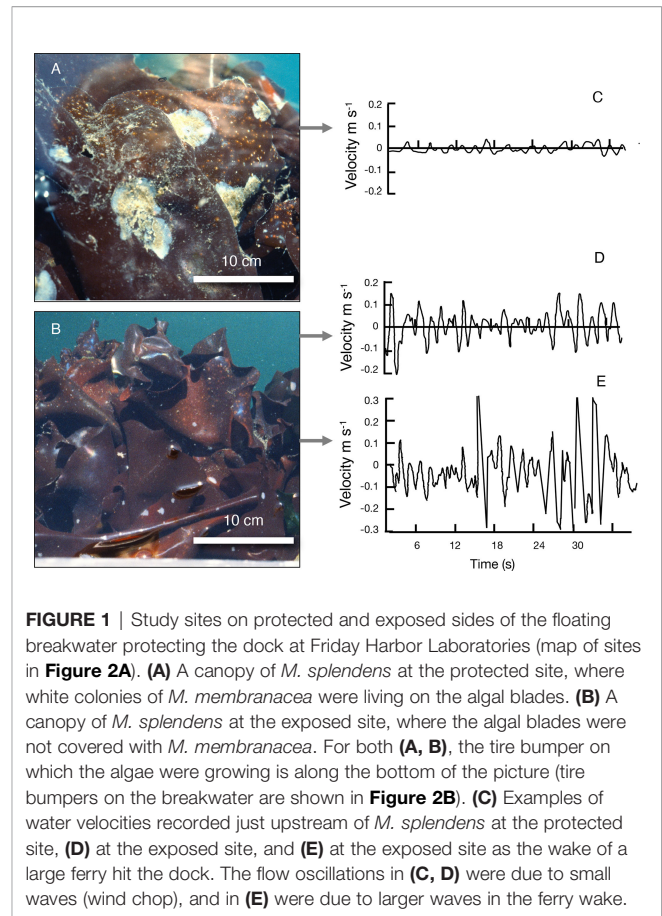 A
10 cm
C
0.2
0.1
0
-0.1
-0.2
Velocity m s-1
B
10 cm
D
0.2
0.1
0
-0.1
-0.2
Velocity m s-1
E
0.3
0.2
0.1
0
-0.1
-0.2
-0.3
Velocity m s-1
6 12 18 24 30
Time (s)
FIGURE 1 | Study sites on protected and exposed sides of the floating
breakwater protecting the dock at Friday Harbor Laboratories (map of sites
in Figure 2A). (A) A canopy of M. splendens at the protected site, where
white colonies of M. membranacea were living on the algal blades. (B) A
canopy of M. splendens at the exposed site, where the algal blades were
not covered with M. membranacea. For both (A, B), the tire bumper on
which the algae were growing is along the bottom of the picture (tire
bumpers on the breakwater are shown in Figure 2B). (C) Examples of
water velocities recorded just upstream of M. splendens at the protected
site, (D) at the exposed site, and (E) at the exposed site as the wake of a
large ferry hit the dock. The flow oscillations in (C, D) were due to small
waves (wind chop), and in (E) were due to larger waves in the ferry wake.